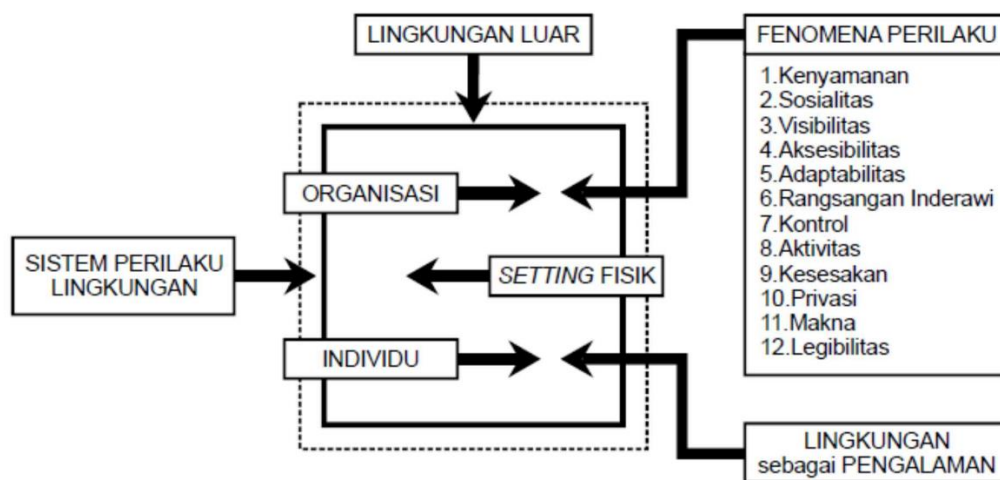 LINGKUNGAN LUAR
FENOMENA PERILAKU
1.Kenyamanan
2.Sosialitas
3.Visibilitas
4.Aksesibilitas
5.Adaptabilitas
6.Rangsangan Inderawi
7.Kontrol
8.Aktivitas
9.Kesesakan
10.Privasi
11.Makna
12.Legibilitas
ORGANISASI
SISTEM PERILAKU
LINGKUNGAN
SETTING FISIK
INDIVIDU
LINGKUNGAN
sebagai PENGALAMAN